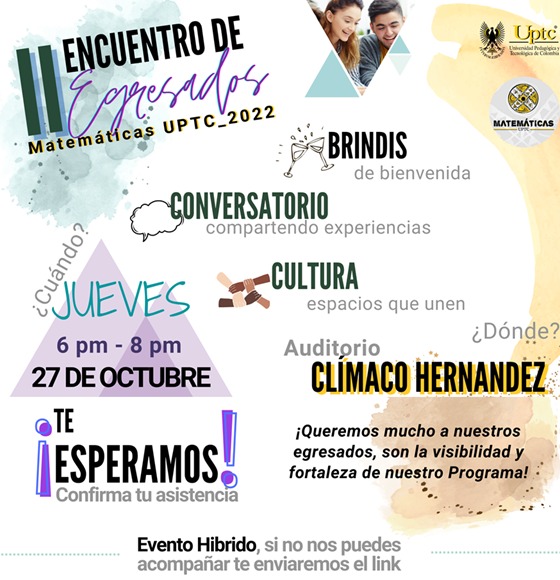 II ENCUENTRO DE
Egresados
Matemáticas UPTC_2022
Uptc
Universidad Pedagógica y
Tecnológica de Colombia
MATEMÁTICAS
UPTC
BRINDIS
de bienvenida
CONVERSATORIO
compartendo experiencias
CULTURA
espacios que unen
¿Cuándo?
JUEVES
6 pm - 8 pm
27 DE OCTUBRE
¿Dónde?
Auditorio
CLÍMACO HERNANDEZ
¡TE
ESPERAMOS!
Confirma tu asistencia
¡Queremos mucho a nuestros
egresados, son la visibilidad y
fortaleza de nuestro Programa!
Evento Hibrido, si no nos puedes
acompañar te enviaremos el link